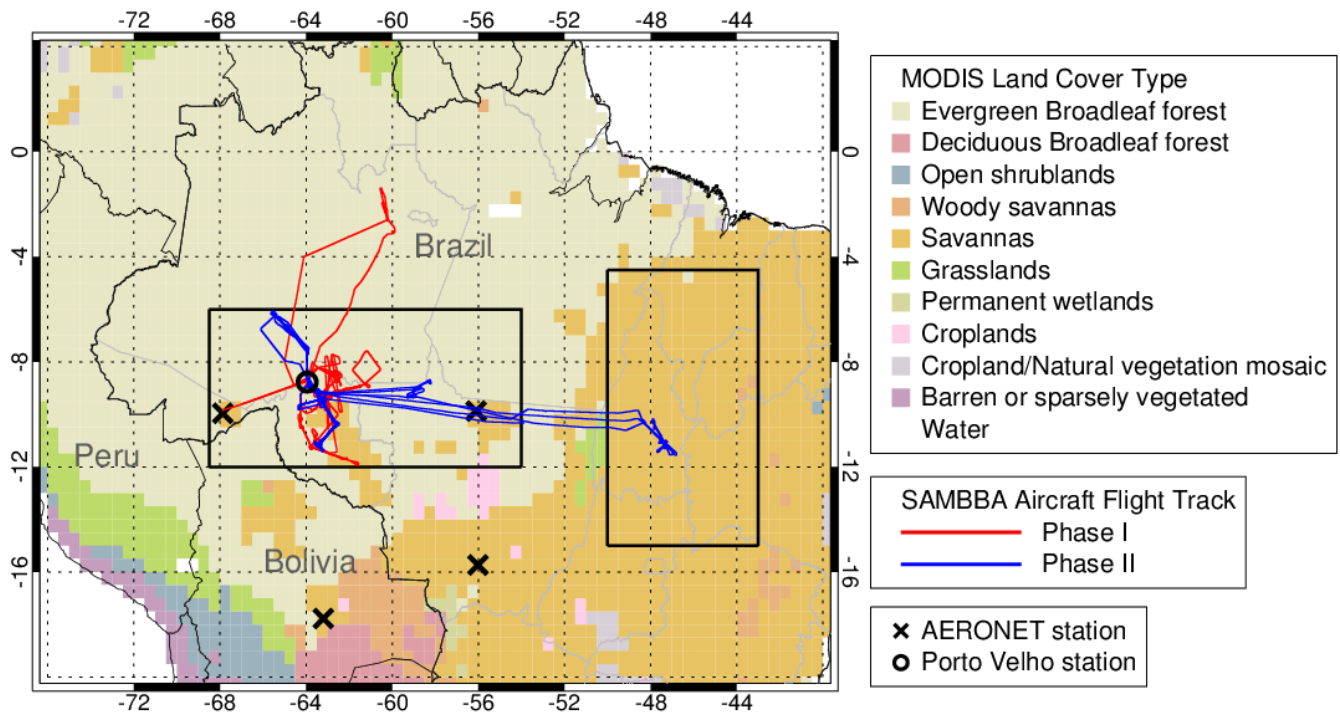 -72 -68 -64 -60 -56 -52 -48 -44
0 0
-4 -4
-8 -8
-12 -12
-16 -16
-72 -68 -64 -60 -56 -52 -48 -44
Brazil
Peru
Bolivia
MODIS Land Cover Type
Evergreen Broadleaf forest
Deciduous Broadleaf forest
Open shrublands
Woody savannas
Savannas
Grasslands
Permanent wetlands
Croplands
Cropland/Natural vegetation mosaic
Barren or sparsely vegetated
Water
SAMBBA Aircraft Flight Track
Phase I
Phase II
AERONET station
Porto Velho station